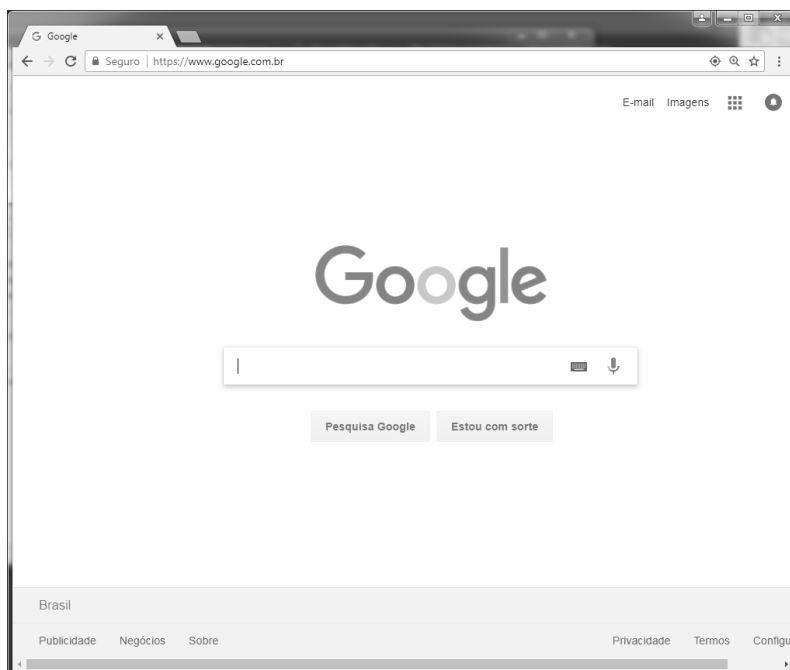 G Google
Seguro | https://www.google.com.br
E-mail Imagens
Google
Pesquisa Google Estou com sorte
Brasil
Publicidade Negócios Sobre Privacidade Termos Configu